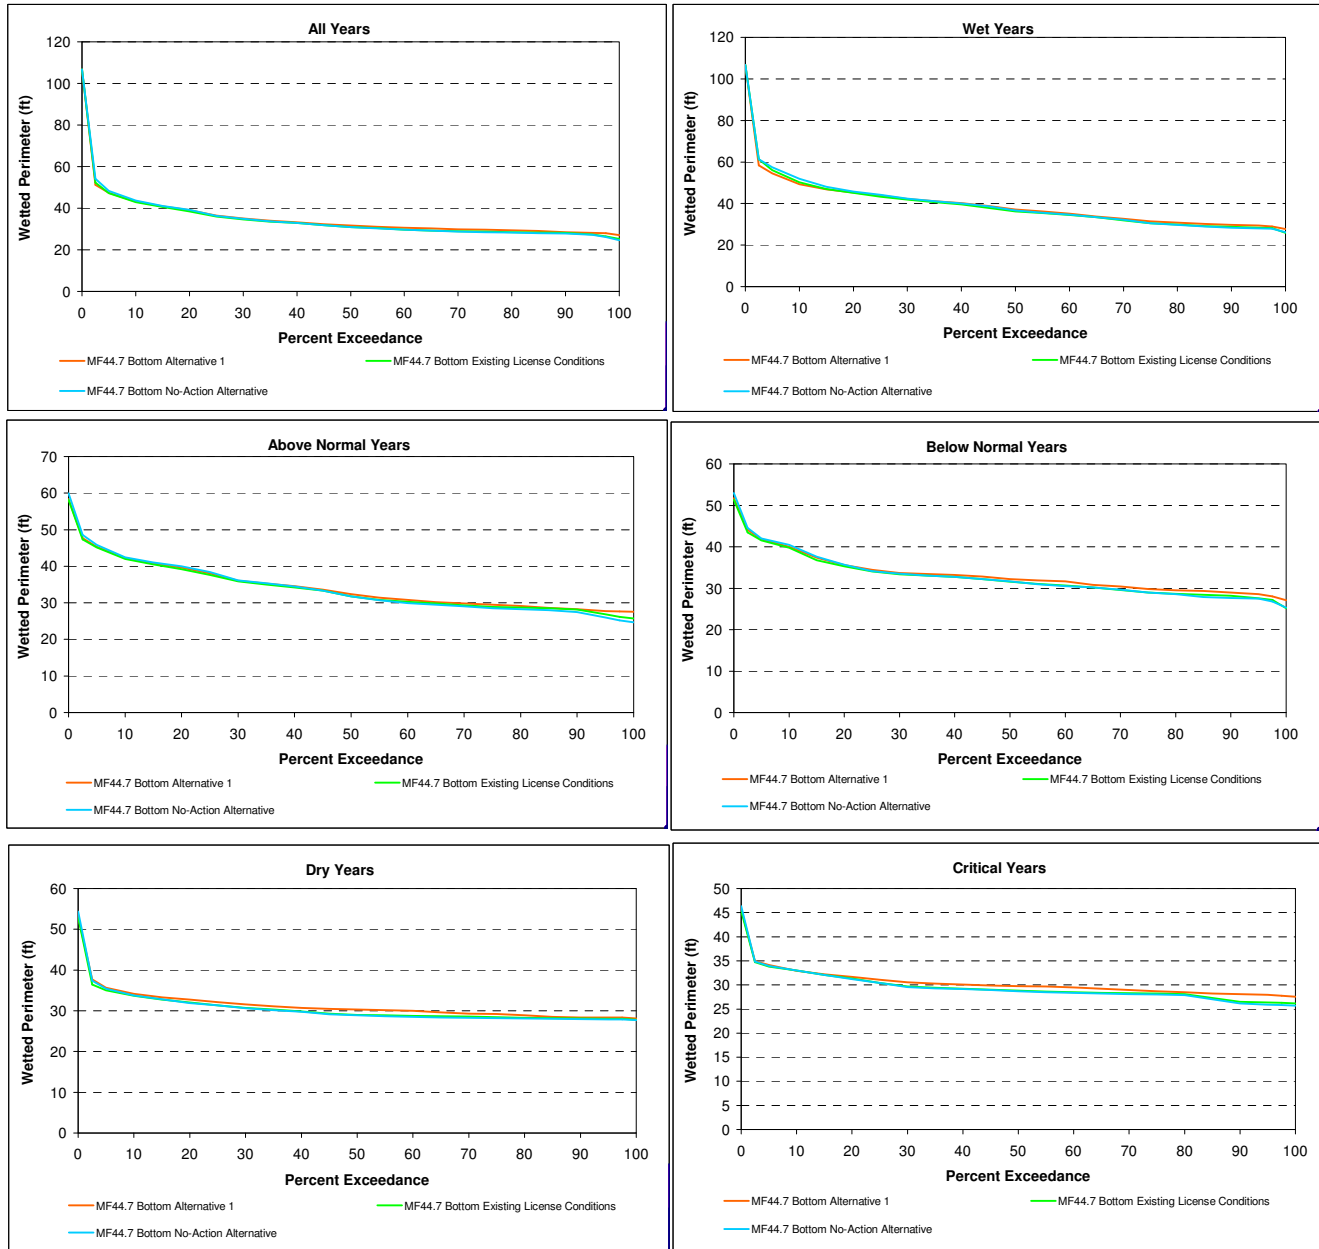 All Years
Wetted Perimeter (ft)
120
100
80
60
40
20
0
0 10 20 30 40 50 60 70 80 90 100
Percent Exceedance
MF44.7 Bottom Alternative 1
MF44.7 Bottom Existing License Conditions
MF44.7 Bottom No-Action Alternative
Wet Years
Wetted Perimeter (ft)
120
100
80
60
40
20
0
0 10 20 30 40 50 60 70 80 90 100
Percent Exceedance
MF44.7 Bottom Alternative 1
MF44.7 Bottom Existing License Conditions
MF44.7 Bottom No-Action Alternative
Above Normal Years
Wetted Perimeter (ft)
70
60
50
40
30
20
10
0
0 10 20 30 40 50 60 70 80 90 100
Percent Exceedance
MF44.7 Bottom Alternative 1
MF44.7 Bottom Existing License Conditions
MF44.7 Bottom No-Action Alternative
Below Normal Years
Wetted Perimeter (ft)
60
50
40
30
20
10
0
0 10 20 30 40 50 60 70 80 90 100
Percent Exceedance
MF44.7 Bottom Alternative 1
MF44.7 Bottom Existing License Conditions
MF44.7 Bottom No-Action Alternative
Dry Years
Wetted Perimeter (ft)
60
50
40
30
20
10
0
0 10 20 30 40 50 60 70 80 90 100
Percent Exceedance
MF44.7 Bottom Alternative 1
MF44.7 Bottom Existing License Conditions
MF44.7 Bottom No-Action Alternative
Critical Years
Wetted Perimeter (ft)
50
45
40
35
30
25
20
15
10
5
0
0 10 20 30 40 50 60 70 80 90 100
Percent Exceedance
MF44.7 Bottom Alternative 1
MF44.7 Bottom Existing License Conditions
MF44.7 Bottom No-Action Alternative